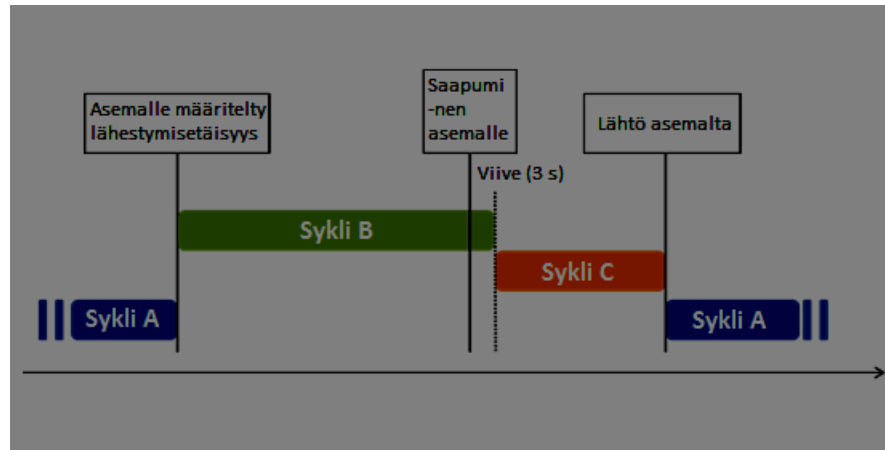 Asemalle määritelty
lähestymisetäisyys
Saapumi
-nen
asemalle
Lähtö asemalta
Viive (3 s)
Sykli B
Sykli C
Sykli A
Sykli A